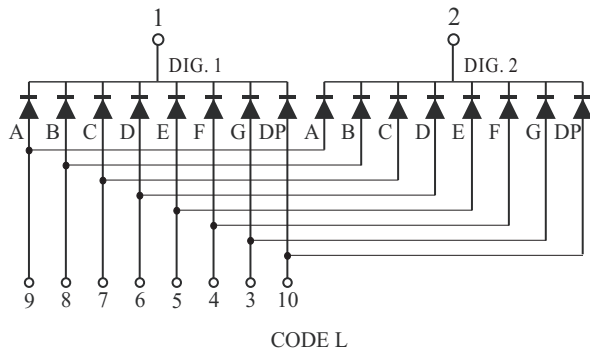 1 2
DIG. 1 DIG. 2
A B C D E F G DP A B C D E F G DP
9 8 7 6 5 4 3 10
CODE L